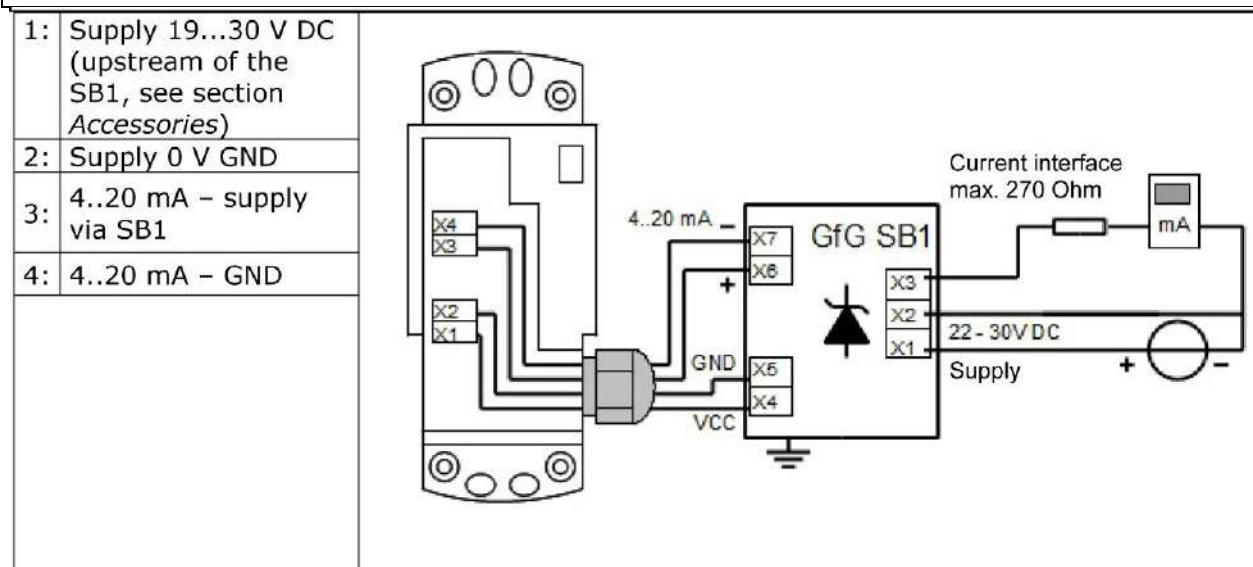 1: Supply 19...30 V DC
(upstream of the
SB1, see section
Accessories)
2: Supply 0 V GND
3: 4..20 mA – supply
via SB1
4: 4..20 mA – GND
X4
X3
X2
X1
4..20 mA –
+
GND
VCC
X7
X6
X5
X4
GfG SB1
X3
X2
X1
Current interface
max. 270 Ohm
mA
22 - 30V DC
Supply
+ –